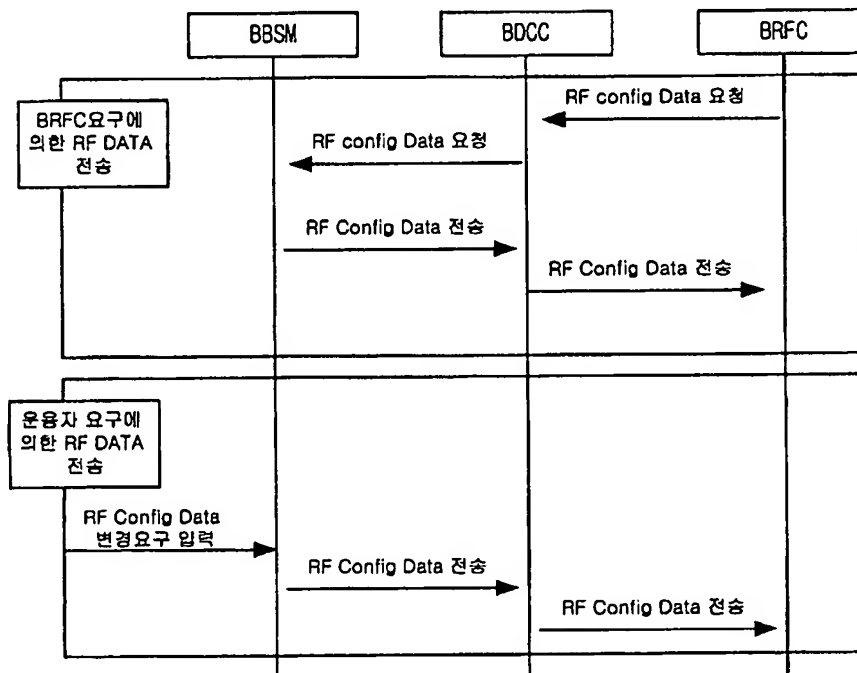 BBSM
BDCC
BRFC
BRFC요구에
의한 RF DATA
전송
RF config Data 요청
RF config Data 요청
RF Config Data 전송
RF Config Data 전송
운용자 요구에
의한 RF DATA
전송
RF Config Data
변경요구 입력
RF Config Data 전송
RF Config Data 전송